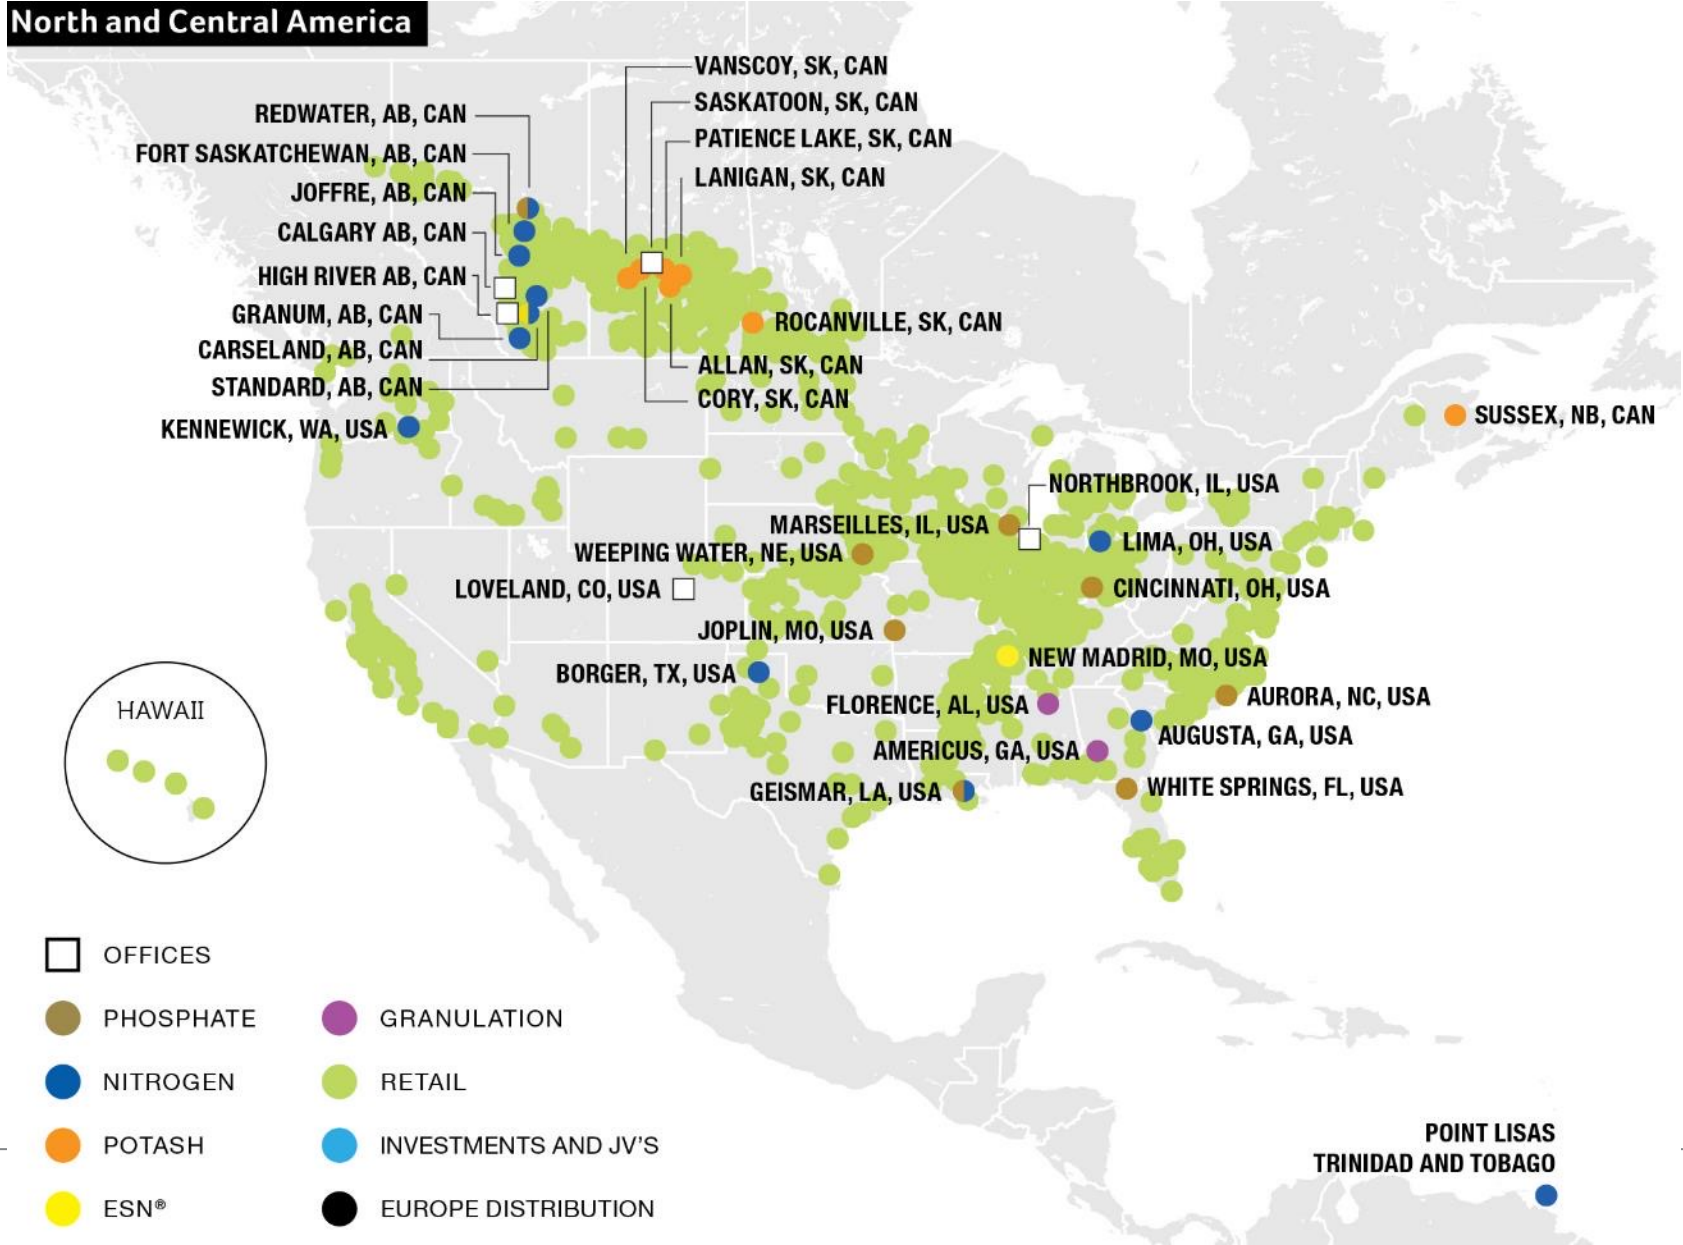 North and Central America
VANSCOY, SK, CAN
SASKATOON, SK, CAN
PATIENCE LAKE, SK, CAN
LANIGAN, SK, CAN
REDWATER, AB, CAN
FORT SASKATCHEWAN, AB, CAN
JOFFRE, AB, CAN
CALGARY AB, CAN
HIGH RIVER AB, CAN
GRANUM, AB, CAN
CARSELAND, AB, CAN
STANDARD, AB, CAN
KENNEWICK, WA, USA
ROCANVILLE, SK, CAN
ALLAN, SK, CAN
CORY, SK, CAN
SUSSEX, NB, CAN
NORTHBROOK, IL, USA
MARSEILLES, IL, USA
LIMA, OH, USA
WEEPING WATER, NE, USA
LOVELAND, CO, USA
CINCINNATI, OH, USA
JOPLIN, MO, USA
NEW MADRID, MO, USA
BORGER, TX, USA
AURORA, NC, USA
FLORENCE, AL, USA
AUGUSTA, GA, USA
AMERICUS, GA, USA
GEISMAR, LA, USA
WHITE SPRINGS, FL, USA
HAWAII
OFFICES
PHOSPHATE
NITROGEN
POTASH
ESN®
GRANULATION
RETAIL
INVESTMENTS AND JV'S
EUROPE DISTRIBUTION
POINT LISAS
TRINIDAD AND TOBAGO